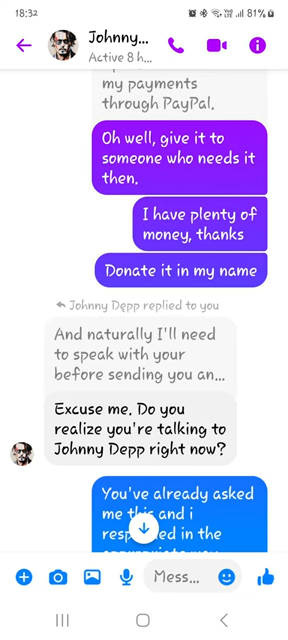 18:32
81%
Johnny...
Active 8 h...
my payments
through PayPal.
Oh well, give it to
someone who needs it
then.
I have plenty of
money, thanks
Donate it in my name
Johnny Depp replied to you
And naturally I'll need
to speak with your
before sending you an...
Excuse me. Do you
realize you're talking to
Johnny Depp right now?
You've already asked
me this and i
in the
Mess...